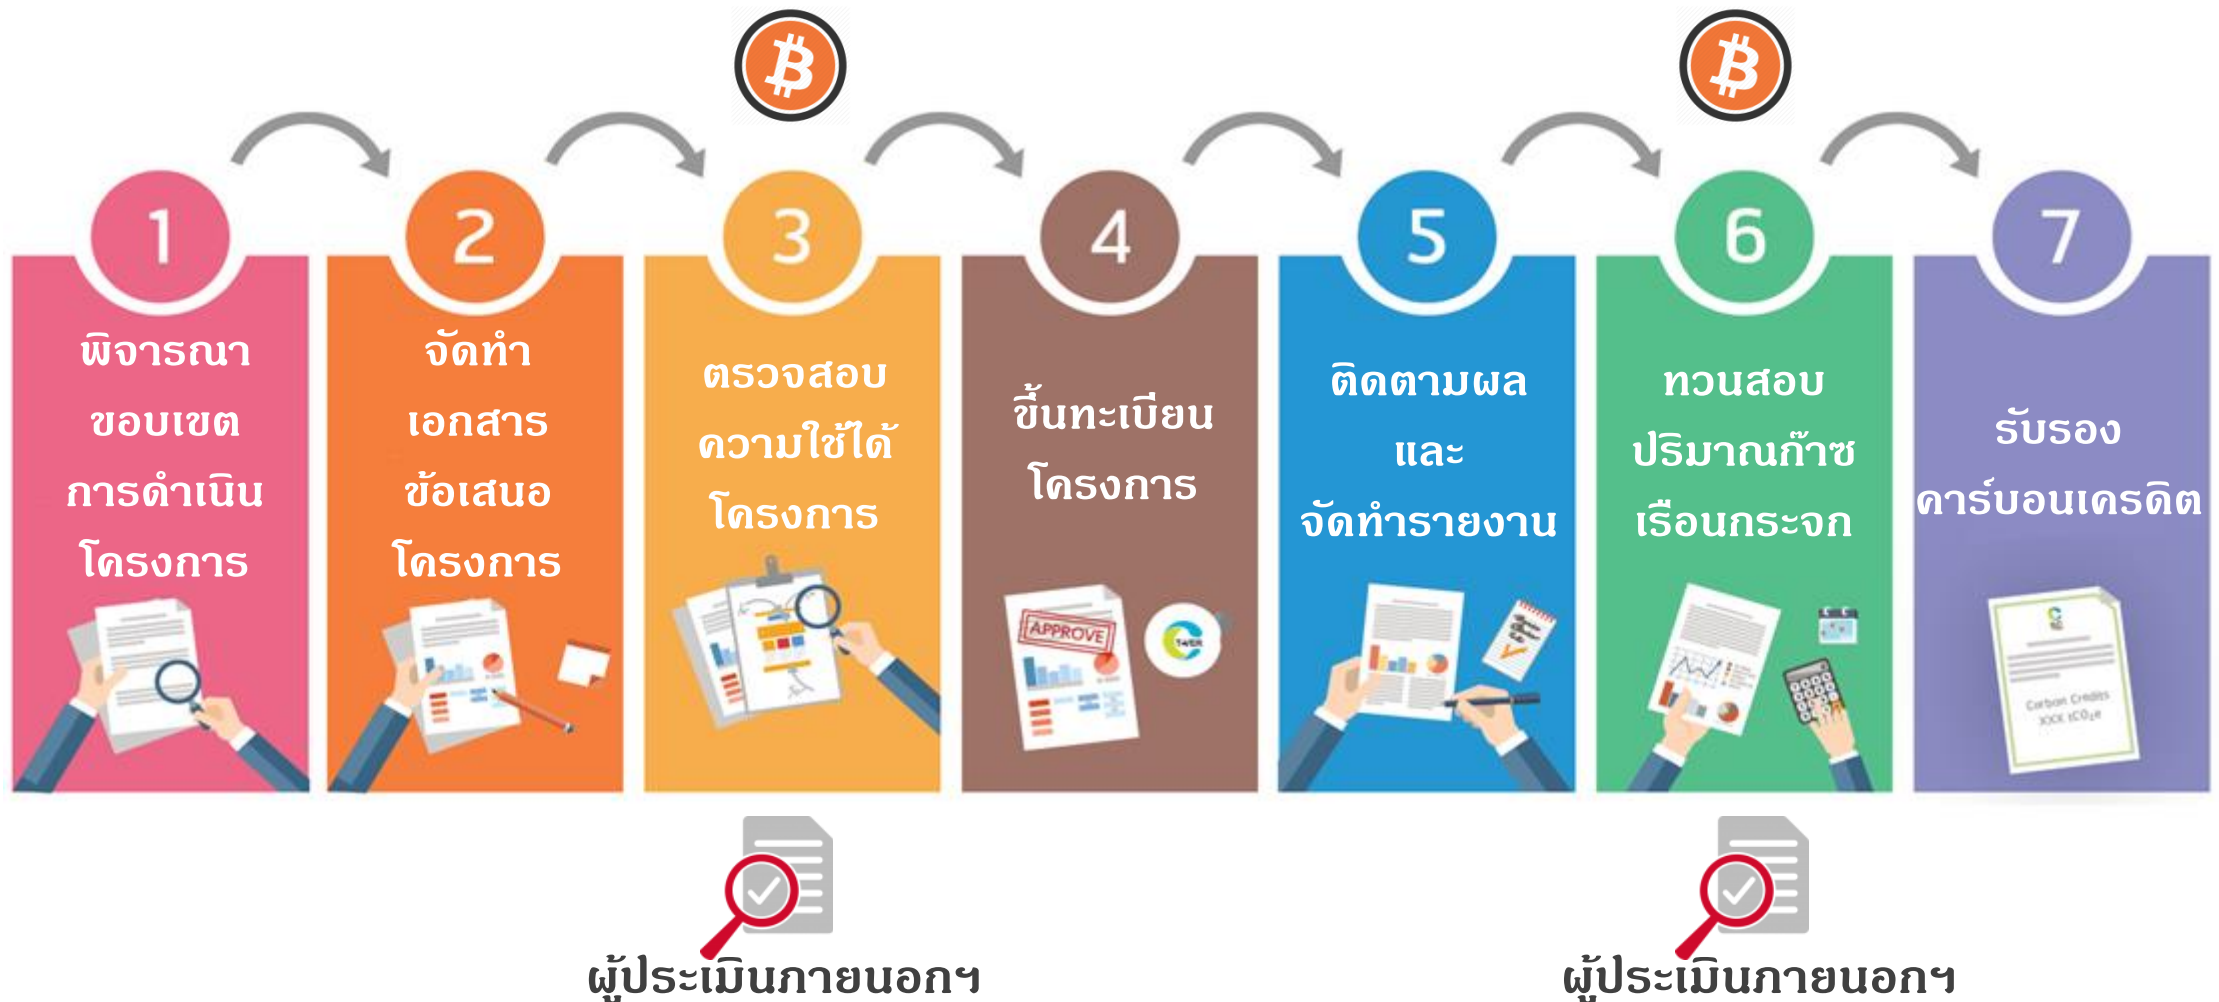 1
พิจารณา
ขอบเขต
การดำเนิน
โครงการ
2
จัดทำ
เอกสาร
ข้อเสนอ
โครงการ
3
ตรวจสอบ
ความใช้ได้
โครงการ
4
ขึ้นทะเบียน
โครงการ
APPROVE
T-VER
5
ติดตามผล
และ
จัดทำรายงาน
6
ทวนสอบ
ปริมาณก๊าซ
เรือนกระจก
7
รับรอง
คาร์บอนเครดิต
Carbon Credits
XXX tCO₂e
ผู้ประเมินภายนอกฯ
ผู้ประเมินภายนอกฯ